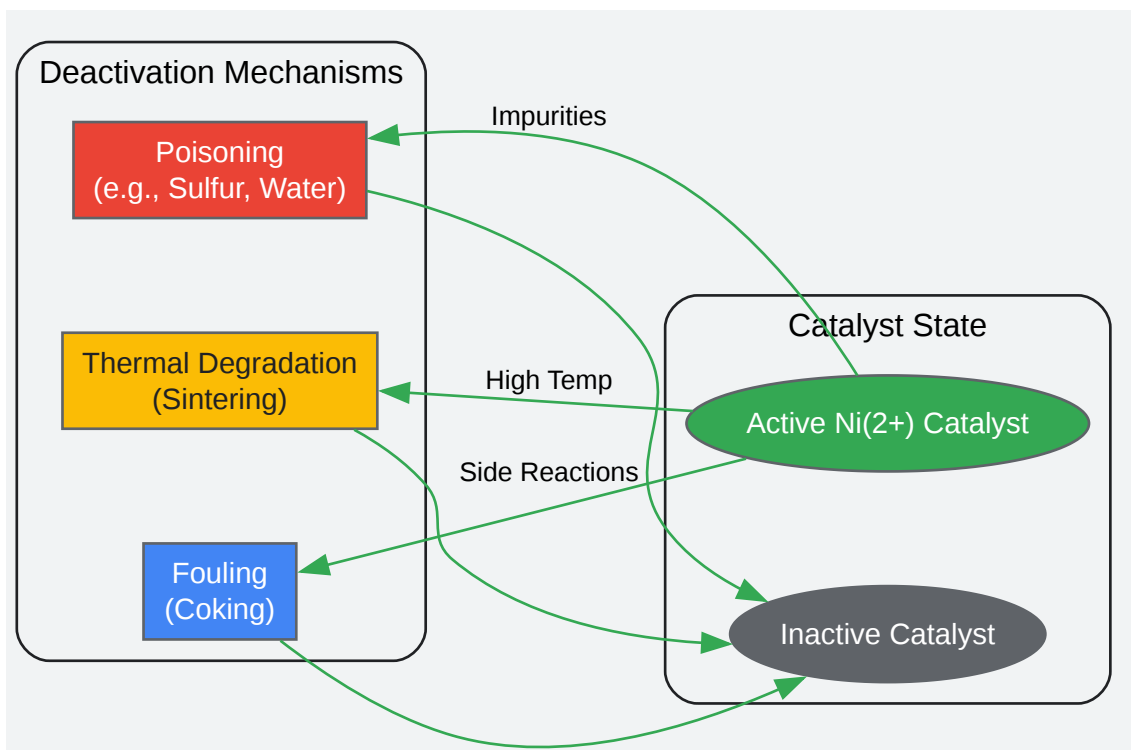 Deactivation Mechanisms
Poisoning
(e.g., Sulfur, Water)
Thermal Degradation
(Sintering)
Fouling
(Coking)
Impurities
High Temp
Side Reactions
Catalyst State
Active Ni(2+) Catalyst
Inactive Catalyst